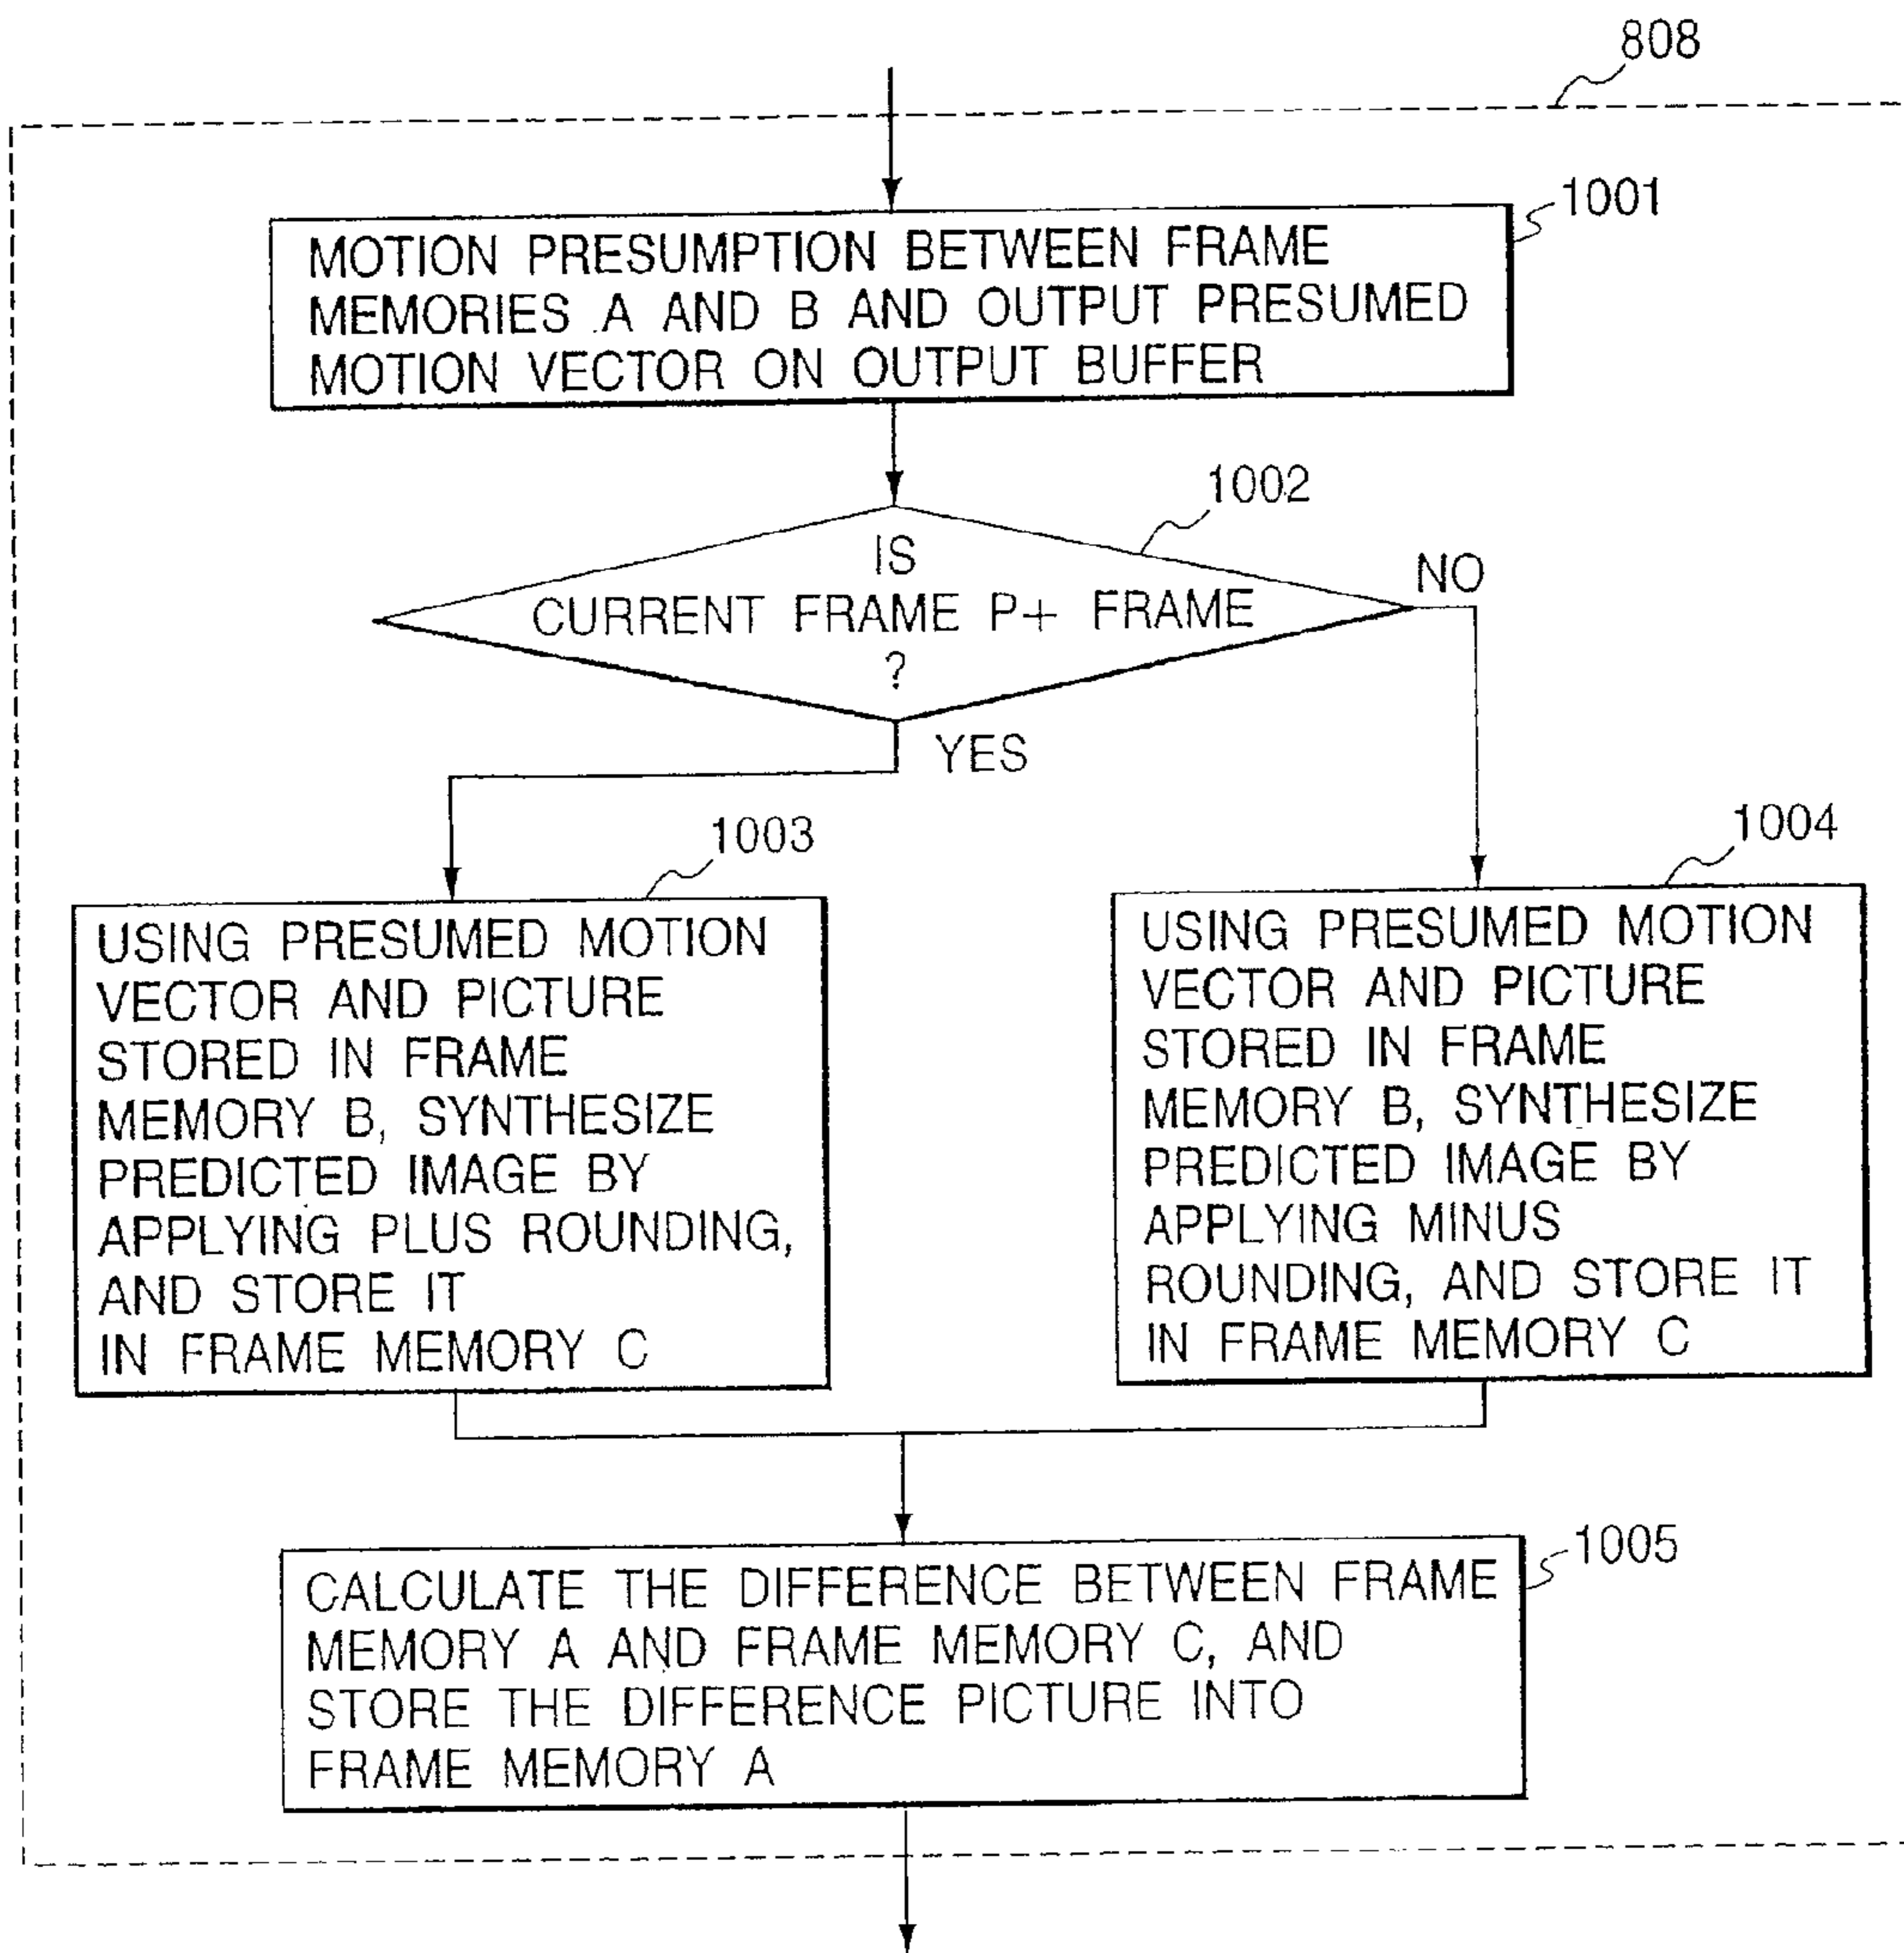 808
1001
MOTION PRESUMPTION BETWEEN FRAME
MEMORIES A AND B AND OUTPUT PRESUMED
MOTION VECTOR ON OUTPUT BUFFER
1002
IS
CURRENT FRAME P+ FRAME
?
NO
YES
1003
USING PRESUMED MOTION
VECTOR AND PICTURE
STORED IN FRAME
MEMORY B, SYNTHESIZE
PREDICTED IMAGE BY
APPLYING PLUS ROUNDING,
AND STORE IT
IN FRAME MEMORY C
1004
USING PRESUMED MOTION
VECTOR AND PICTURE
STORED IN FRAME
MEMORY B, SYNTHESIZE
PREDICTED IMAGE BY
APPLYING MINUS
ROUNDING, AND STORE IT
IN FRAME MEMORY C
1005
CALCULATE THE DIFFERENCE BETWEEN FRAME
MEMORY A AND FRAME MEMORY C, AND
STORE THE DIFFERENCE PICTURE INTO
FRAME MEMORY A